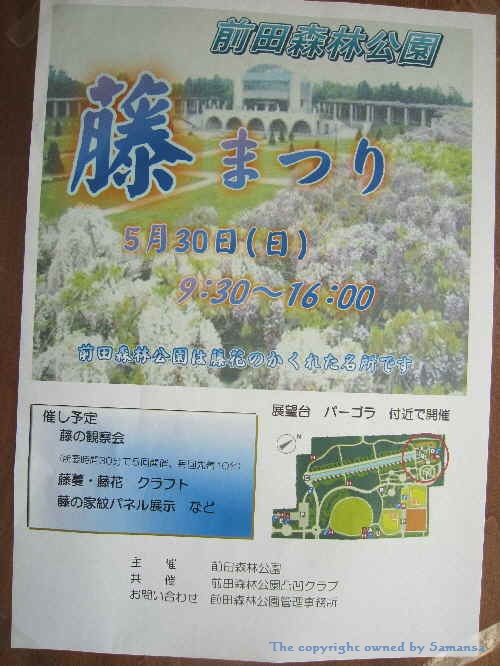 前田森林公園
藤まつり
5月30日(日)
9:30～16:00
前田森林公園は藤花のかくれた名所です
催し予定
藤の観察会
藤蔓・藤花 クラフト
藤の家紋パネル展示 など
展望台 パーゴラ 付近で開催
主 催 前田森林公園
共 催 前田森林公園凸凹クラブ
お問い合わせ 前田森林公園管理事務所
The copyright owned by Samansa